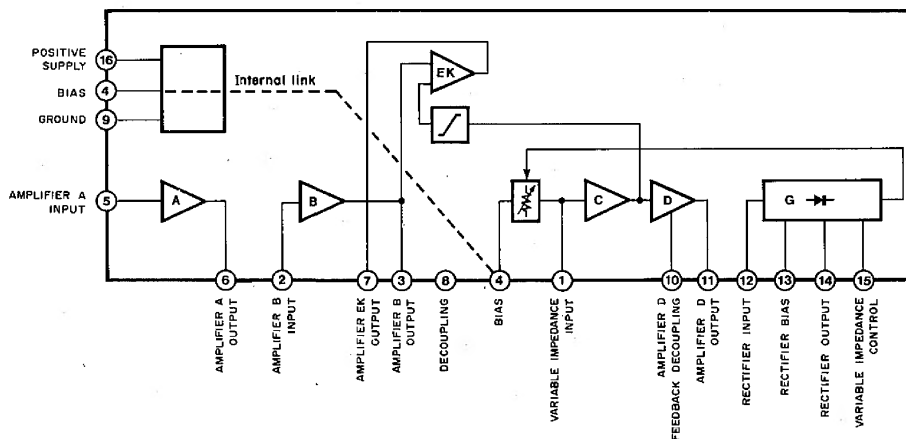 POSITIVE
SUPPLY
16
BIAS
4
GROUND
9
Internal link
EK
AMPLIFIER A
INPUT
5
A
B
C
D
G
6
2
7
3
8
4
1
10
11
12
13
14
15
AMPLIFIER A
OUTPUT
AMPLIFIER B
INPUT
AMPLIFIER EK
OUTPUT
AMPLIFIER B
OUTPUT
DECOUPLING
BIAS
VARIABLE IMPEDANCE
INPUT
AMPLIFIER D
FEEDBACK DECOUPLING
AMPLIFIER D
OUTPUT
RECTIFIER INPUT
RECTIFIER BIAS
RECTIFIER OUTPUT
VARIABLE IMPEDANCE
CONTROL